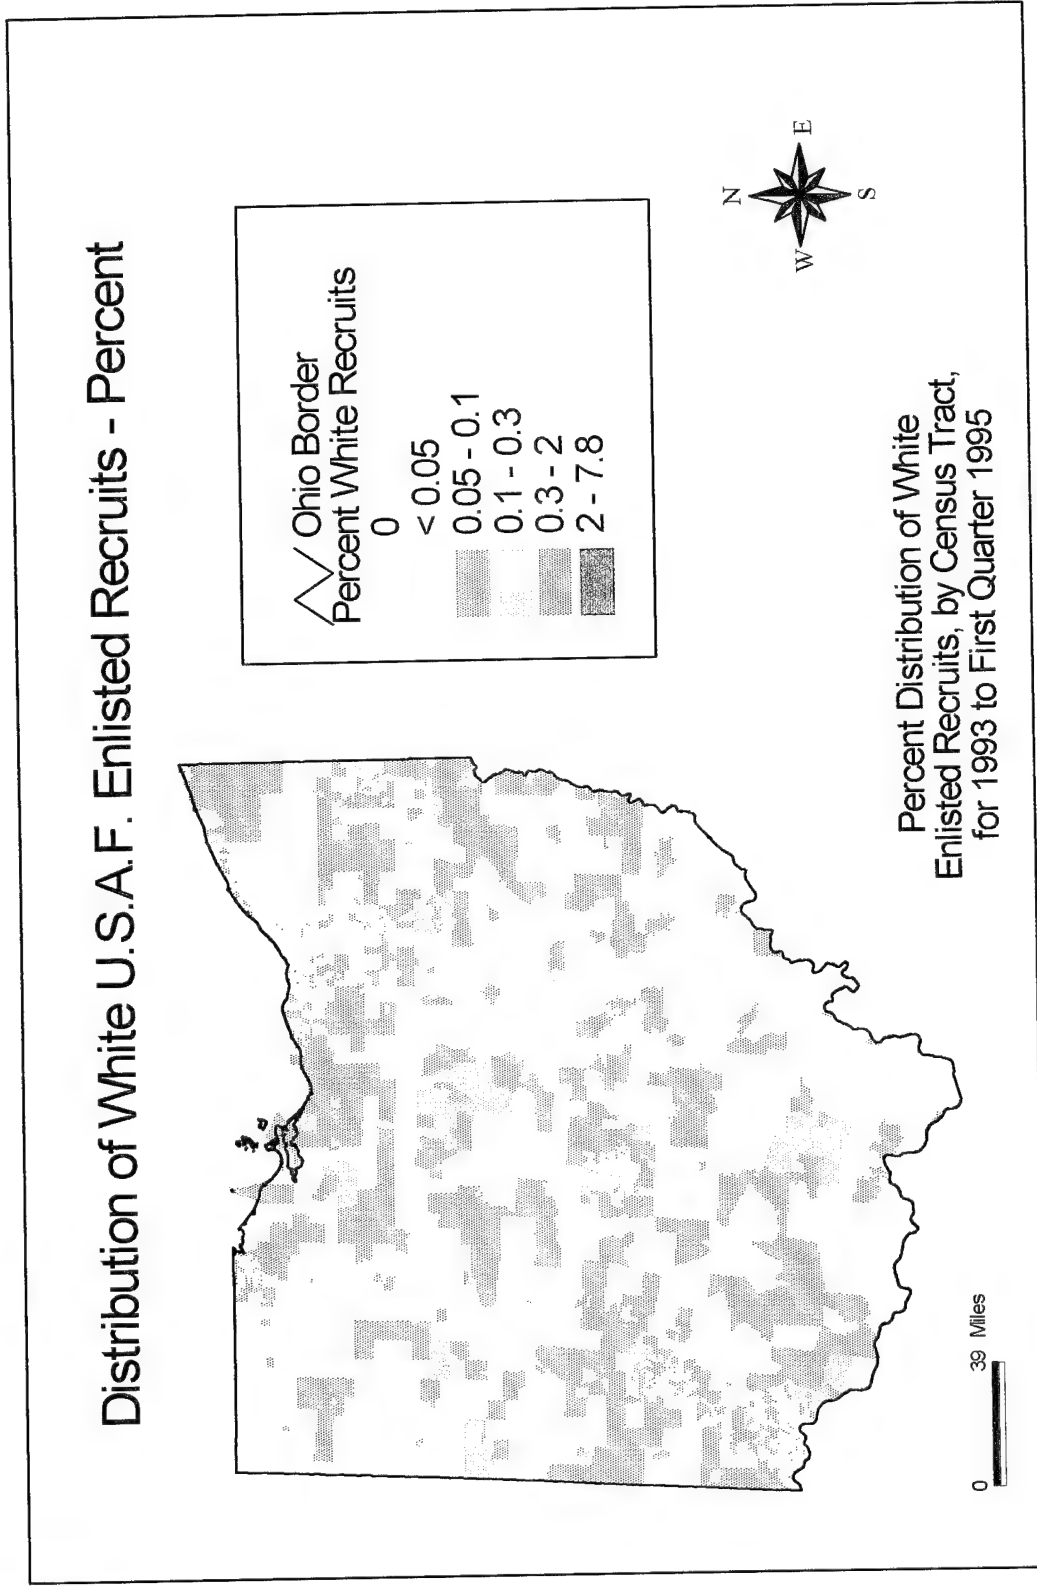 Distribution of White U.S.A.F. Enlisted Recruits - Percent
Ohio Border
Percent White Recruits
0
< 0.05
0.05 - 0.1
0.1 - 0.3
0.3 - 2
2 - 7.8
N
W
E
S
0
39 Miles
Percent Distribution of White
Enlisted Recruits, by Census Tract,
for 1993 to First Quarter 1995